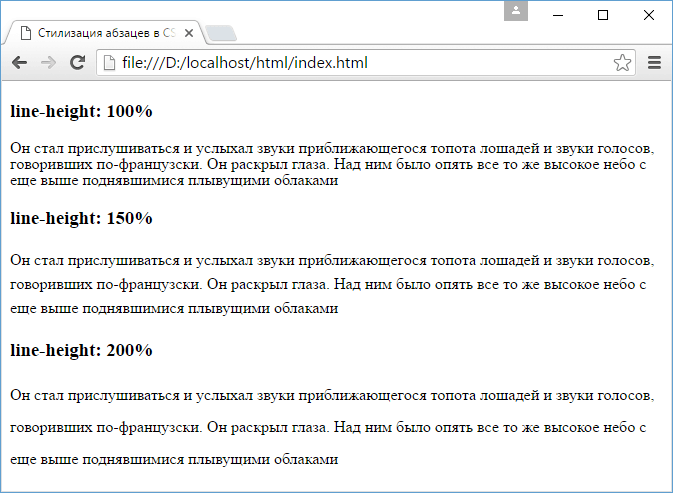 Стилизация абзацев в CS
file:///D:/localhost/html/index.html
line-height: 100%
Он стал прислушиваться и услыхал звуки приближающегося топота лошадей и звуки голосов,
говоривших по-французски. Он раскрыл глаза. Над ним было опять все то же высокое небо с
еще выше поднявшимися плывущими облаками
line-height: 150%
Он стал прислушиваться и услыхал звуки приближающегося топота лошадей и звуки голосов,
говоривших по-французски. Он раскрыл глаза. Над ним было опять все то же высокое небо с
еще выше поднявшимися плывущими облаками
line-height: 200%
Он стал прислушиваться и услыхал звуки приближающегося топота лошадей и звуки голосов,
говоривших по-французски. Он раскрыл глаза. Над ним было опять все то же высокое небо с
еще выше поднявшимися плывущими облаками